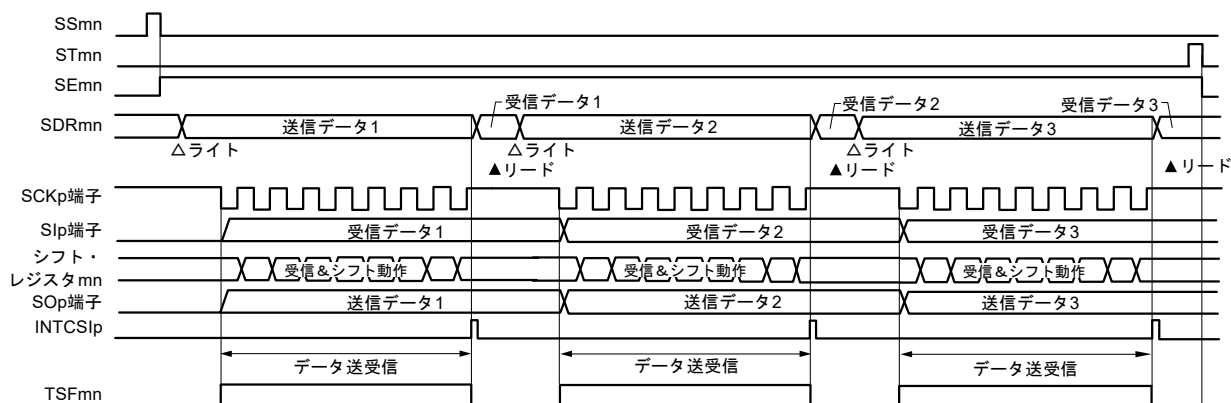 SSmn
STmn
SEmn
受信データ1
受信データ2
受信データ3
SDRmn
送信データ1
送信データ2
送信データ3
△ライト
△ライト
△ライト
▲リード
▲リード
▲リード
SCKp端子
SIp端子
受信データ1
受信データ2
受信データ3
シフト・
レジスタmn
受信&シフト動作
受信&シフト動作
受信&シフト動作
SOp端子
送信データ1
送信データ2
送信データ3
INTCSIp
データ送受信
データ送受信
データ送受信
TSFmn